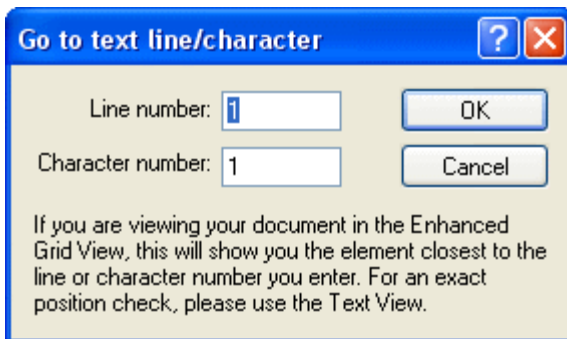 Go to text line/character
Line number: 1
OK
Character number: 1
Cancel
If you are viewing your document in the Enhanced
Grid View, this will show you the element closest to the
line or character number you enter. For an exact
position check, please use the Text View.